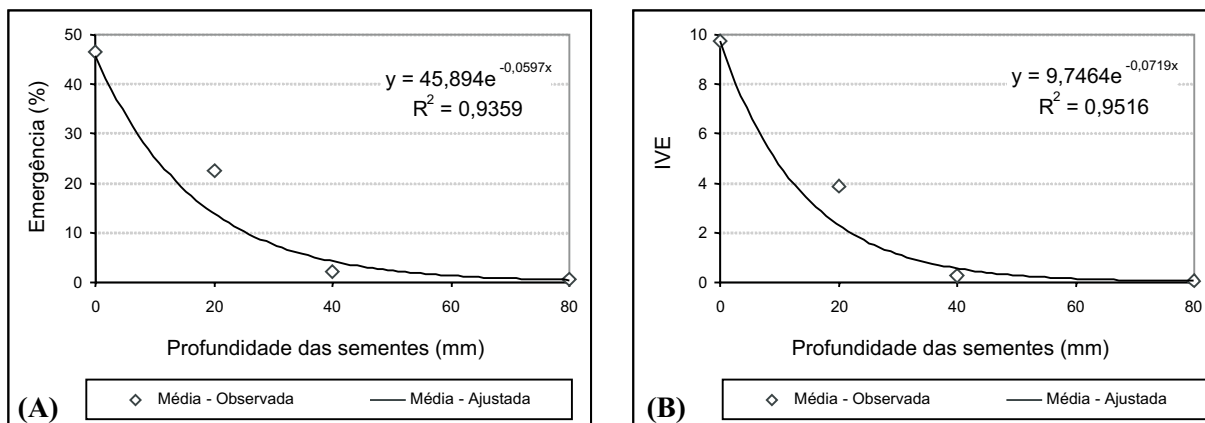 50
40
30
20
10
0
Emergência (%)
y = 45,894e^-0,0597x
R^2 = 0,9359
0 20 40 60 80
Profundidade das sementes (mm)
(A)
Média - Observada
Média - Ajustada
10
8
6
4
2
0
IVE
y = 9,7464e^-0,0719x
R^2 = 0,9516
0 20 40 60 80
Profundidade das sementes (mm)
(B)
Média - Observada
Média - Ajustada